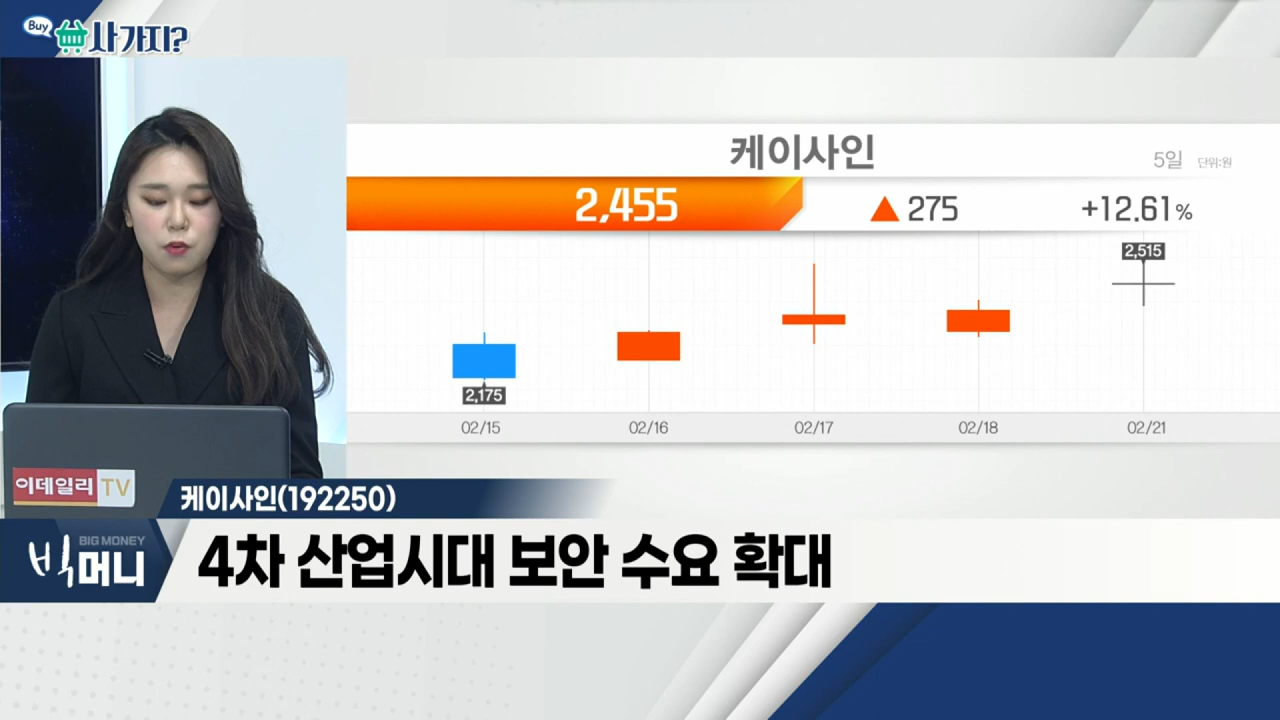 Buy
사가지?
케이사인
5일 단위:원
2,455 ▲ 275 +12.61%
2,515
2,175
02/15 02/16 02/17 02/18 02/21
이데일리 TV
케이사인(192250)
BIG MONEY
빅머니
4차 산업시대 보안 수요 확대